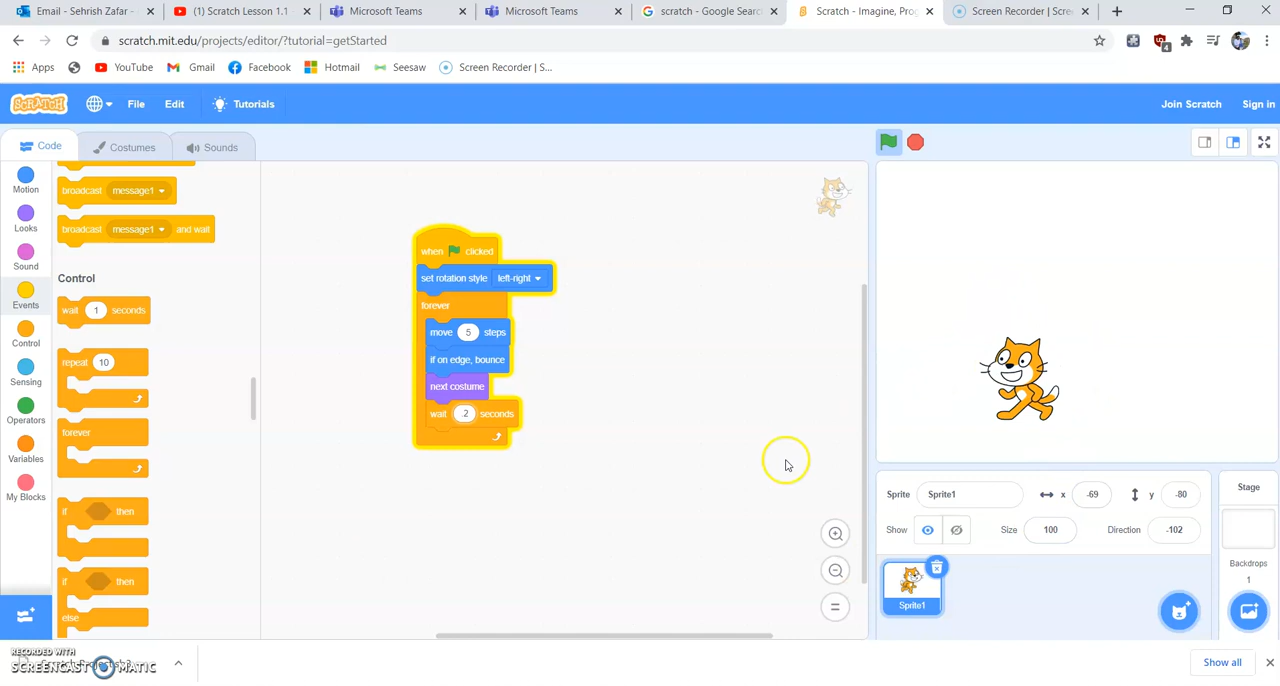 Email - Sehrish Zafar
(1) Scratch Lesson 1.1
Microsoft Teams
Microsoft Teams
scratch - Google Searc
Scratch - Imagine, Prog
Screen Recorder | Scre
scratch.mit.edu/projects/editor/?tutorial=getStarted
4
Apps
YouTube
Gmail
Facebook
Hotmail
Seesaw
Screen Recorder | S...
SCRATCH
File
Edit
Tutorials
Join Scratch
Sign in
Code
Costumes
Sounds
Motion
Looks
Sound
Events
Control
Sensing
Operators
Variables
My Blocks
broadcast message1
broadcast message1 and wait
Control
wait 1 seconds
repeat 10
forever
if then
if then
else
when clicked
set rotation style left-right
forever
move 5 steps
if on edge, bounce
next costume
wait 2 seconds
Sprite Sprite1 x -69 y -80
Show Size 100 Direction -102
Sprite1
Stage
Backdrops
1
RECORDED WITH
SCREENCAST MATIC
Show all